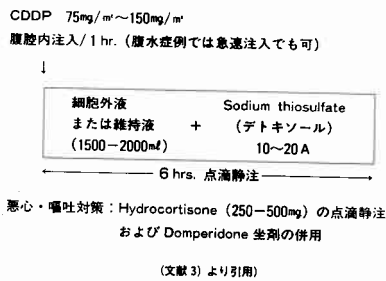 CDDP 75mg/㎡~150mg/㎡
腹腔内注入/1 hr.(腹水症例では急速注入でも可)
↓
細胞外液 Sodium thiosulfate
または維持液 + (デトキソール)
(1500-2000ml) 10~20A
6 hrs. 点滴静注
悪心・嘔吐対策:Hydrocortisone(250-500mg)の点滴静注
および Domperidone 坐剤の併用
(文献3)より引用)